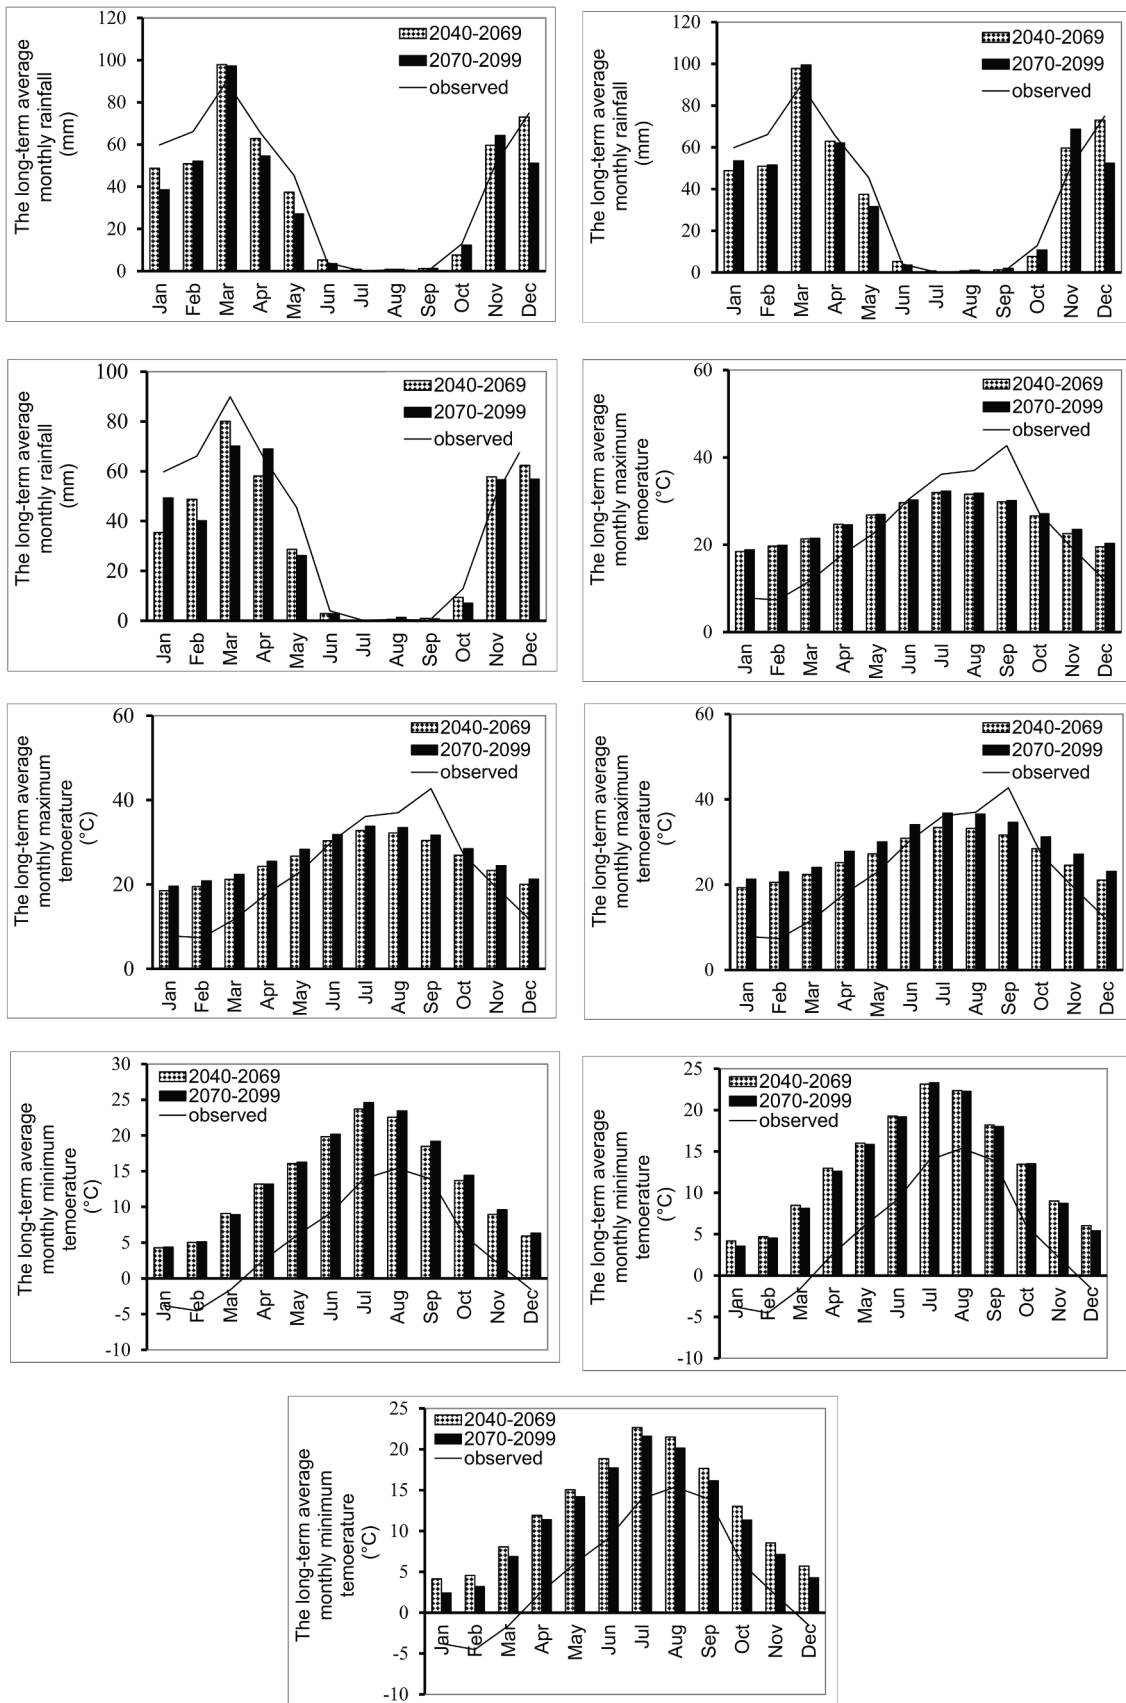 The long-term average
monthly rainfall
(mm)
120
100
80
60
40
20
0
2040-2069
2070-2099
observed
Jan
Feb
Mar
Apr
May
Jun
Jul
Aug
Sep
Oct
Nov
Dec
The long-term average
monthly rainfall
(mm)
120
100
80
60
40
20
0
2040-2069
2070-2099
observed
Jan
Feb
Mar
Apr
May
Jun
Jul
Aug
Sep
Oct
Nov
Dec
The long-term average
monthly rainfall
(mm)
100
80
60
40
20
0
2040-2069
2070-2099
observed
Jan
Feb
Mar
Apr
May
Jun
Jul
Aug
Sep
Oct
Nov
Dec
The long-term average
monthly maximum
temoerature
(°C)
60
40
20
0
2040-2069
2070-2099
observed
Jan
Feb
Mar
Apr
May
Jun
Jul
Aug
Sep
Oct
Nov
Dec
The long-term average
monthly maximum
temoerature
(°C)
60
40
20
0
2040-2069
2070-2099
observed
Jan
Feb
Mar
Apr
May
Jun
Jul
Aug
Sep
Oct
Nov
Dec
The long-term average
monthly maximum
temoerature
(°C)
60
40
20
0
2040-2069
2070-2099
observed
Jan
Feb
Mar
Apr
May
Jun
Jul
Aug
Sep
Oct
Nov
Dec
The long-term average
monthly minimum
temoerature
(°C)
30
25
20
15
10
5
0
-5
-10
2040-2069
2070-2099
observed
Jan
Feb
Mar
Apr
May
Jun
Jul
Aug
Sep
Oct
Nov
Dec
The long-term average
monthly minimum
temoerature
(°C)
25
20
15
10
5
0
-5
-10
2040-2069
2070-2099
observed
Jan
Feb
Mar
Apr
May
Jun
Jul
Aug
Sep
Oct
Nov
Dec
The long-term average
monthly minimum
temoerature
(°C)
25
20
15
10
5
0
-5
-10
2040-2069
2070-2099
observed
Jan
Feb
Mar
Apr
May
Jun
Jul
Aug
Sep
Oct
Nov
Dec